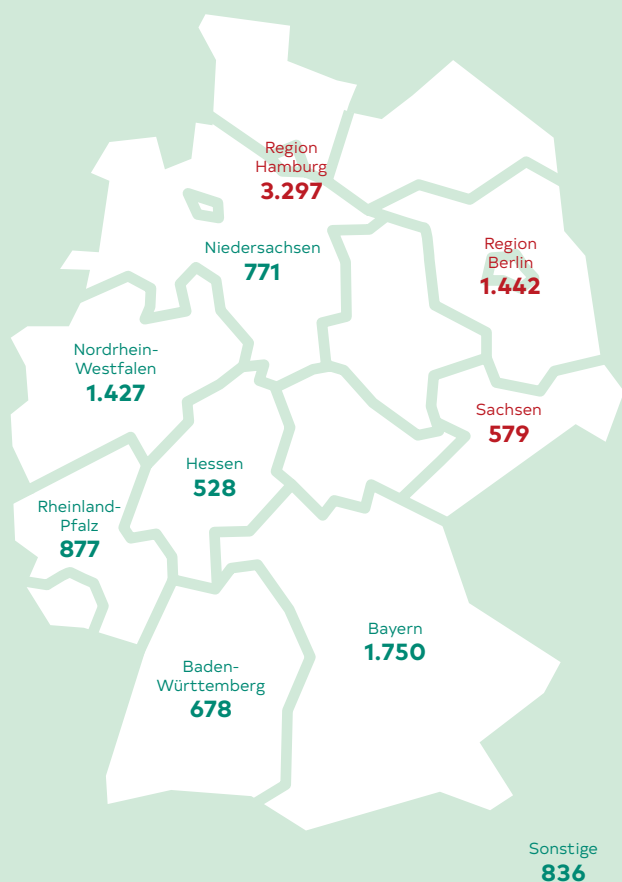 Region
Hamburg
3.297
Niedersachsen
771
Region
Berlin
1.442
Nordrhein-
Westfalen
1.427
Sachsen
579
Hessen
528
Rheinland-
Pfalz
877
Bayern
1.750
Baden-
Württemberg
678
Sonstige
836